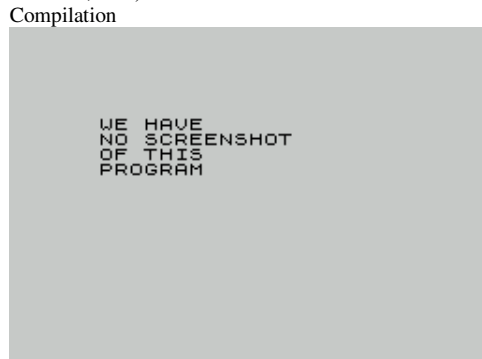 Compilation
WE HAVE
NO SCREENSHOT
OF THIS
PROGRAM